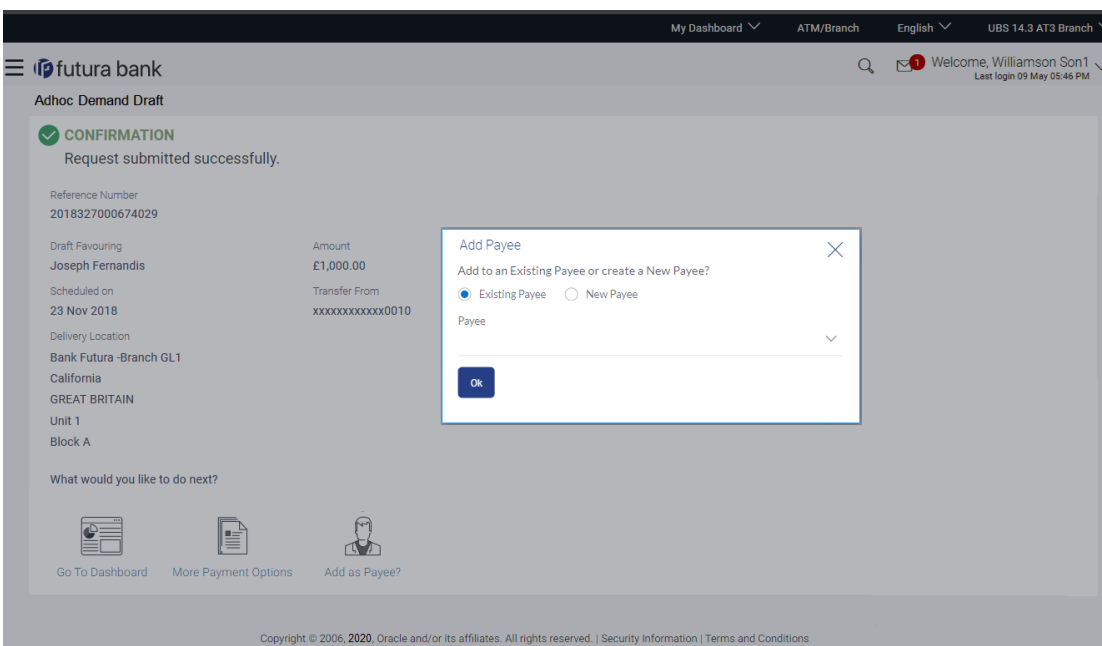 My Dashboard ATM/Branch English UBS 14.3 AT3 Branch
futura bank 1 Welcome, Williamson Son1
Last login 09 May 05:46 PM
Adhoc Demand Draft
CONFIRMATION
Request submitted successfully.
Reference Number
2018327000674029
Draft Favouring Amount
Joseph Fernandis £1,000.00
Scheduled on Transfer From
23 Nov 2018 xxxxxxxxxxxx0010
Delivery Location
Bank Futura -Branch GL1
California
GREAT BRITAIN
Unit 1
Block A
Add Payee
Add to an Existing Payee or create a New Payee?
Existing Payee New Payee
Payee
Ok
What would you like to do next?
Go To Dashboard More Payment Options Add as Payee?
Copyright © 2006, 2020, Oracle and/or its affiliates. All rights reserved. | Security Information | Terms and Conditions